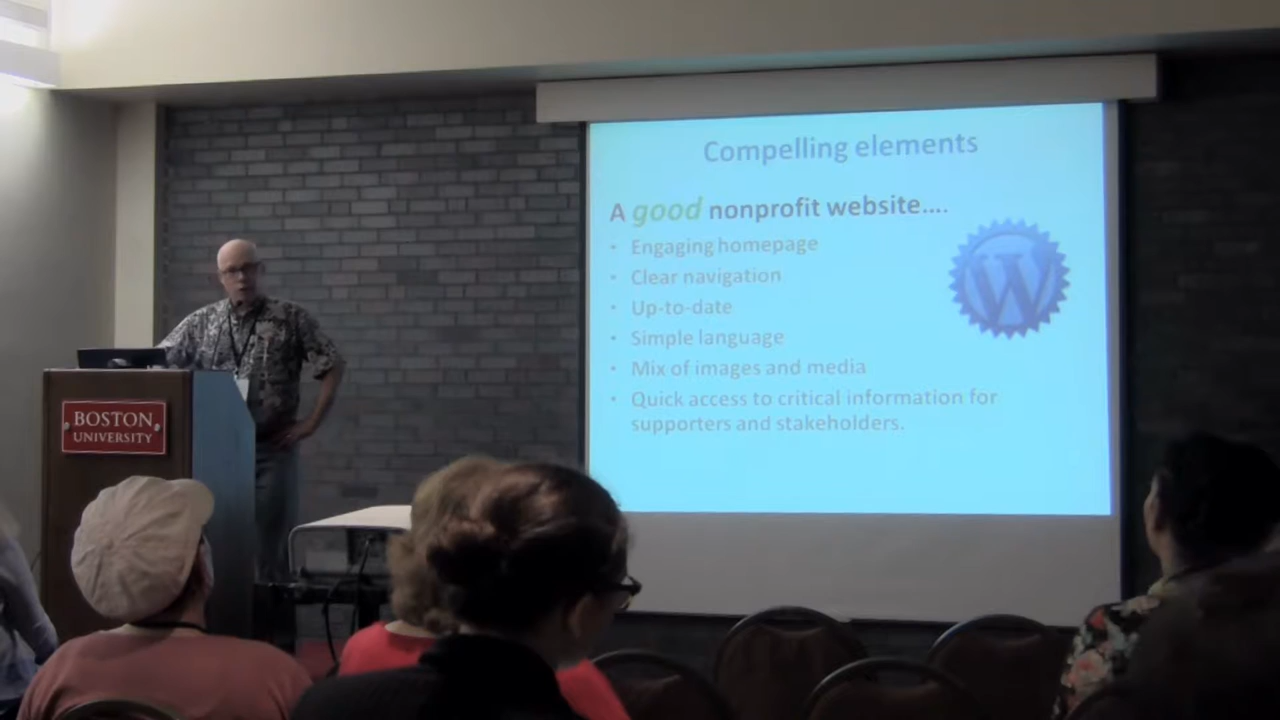 Compelling elements
A good nonprofit website....
• Engaging homepage
• Clear navigation
• Up-to-date
• Simple language
• Mix of images and media
• Quick access to critical information for
supporters and stakeholders.
W
BOSTON
UNIVERSITY